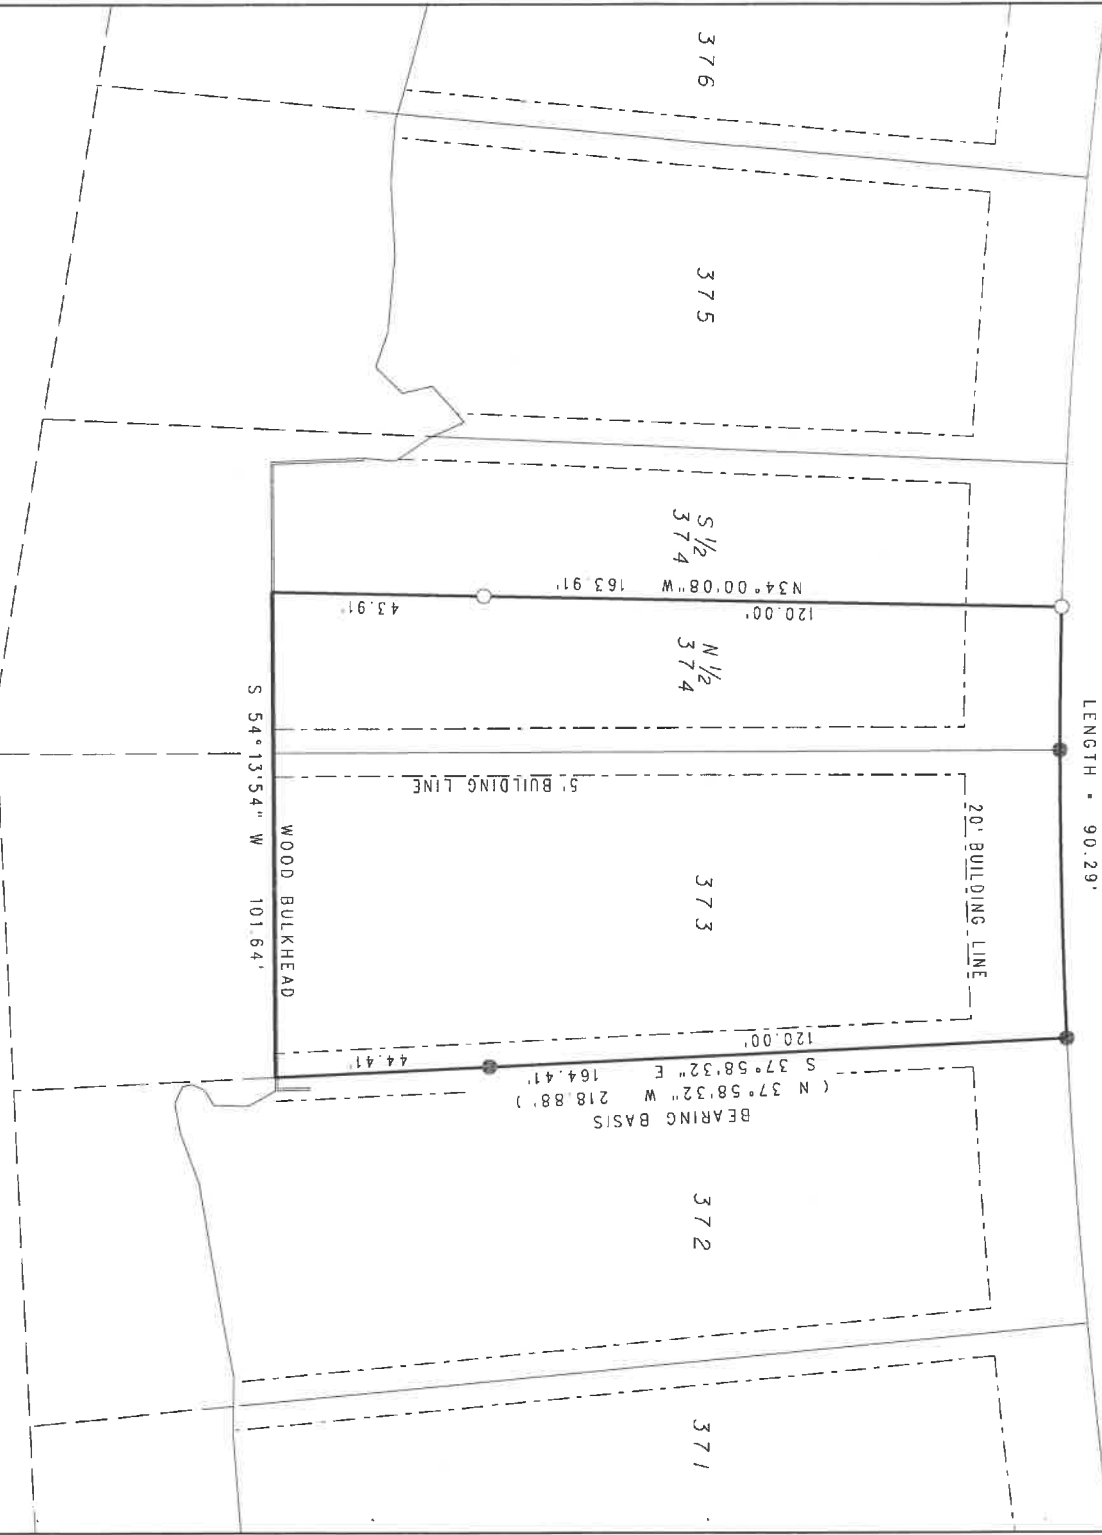 376
375
S 1/2
374
N34°00'08"W 163.91'
120.00'
43.91'
N 1/2
374
LENGTH = 90.29'
5' BUILDING LINE
20' BUILDING LINE
373
WOOD BULKHEAD
S 54°13'54" W 101.64'
120.00'
44.41'
S 37°58'32" E 164.41'
( N 37°58'32" W 218.88' )
BEARING BASIS
372
371